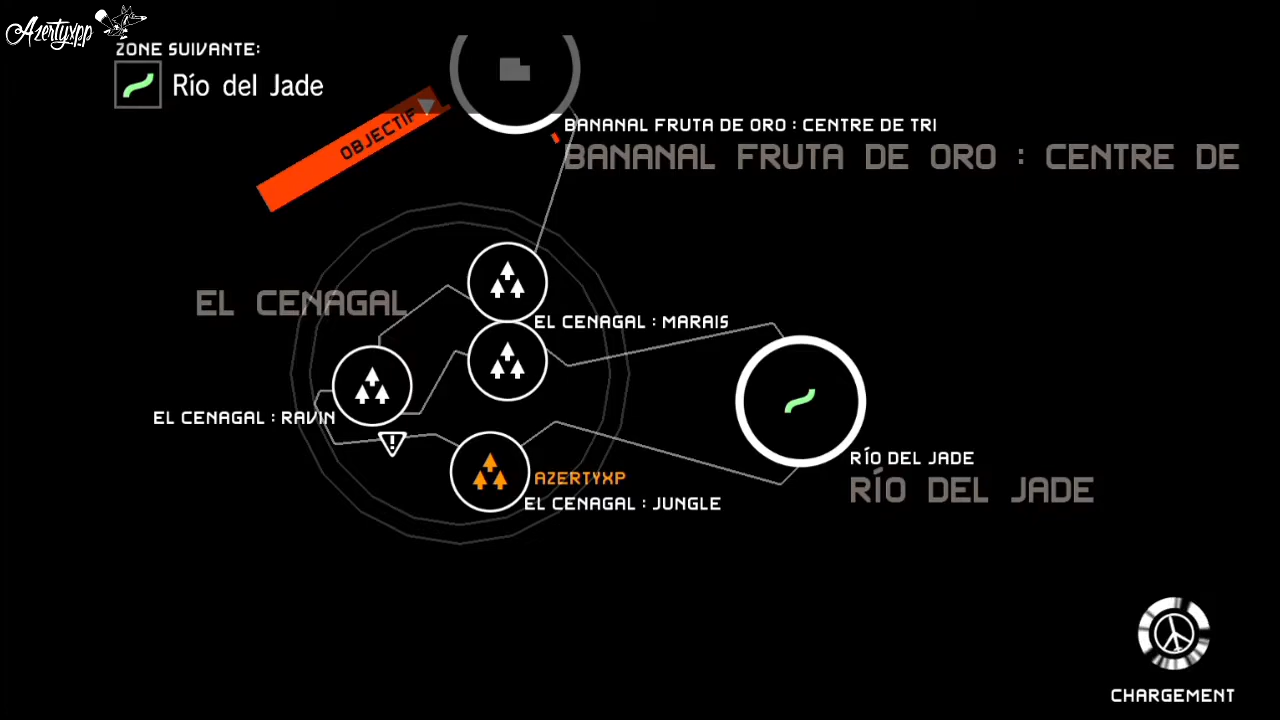 Azertyxpp
ZONE SUIVANTE:
Río del Jade
OBJECTIF
BANANAL FRUTA DE ORO : CENTRE DE TRI
BANANAL FRUTA DE ORO : CENTRE DE
EL CENAGAL
EL CENAGAL : MARAIS
EL CENAGAL : RAVIN
AZERTYXP
EL CENAGAL : JUNGLE
RÍO DEL JADE
RÍO DEL JADE
CHARGEMENT